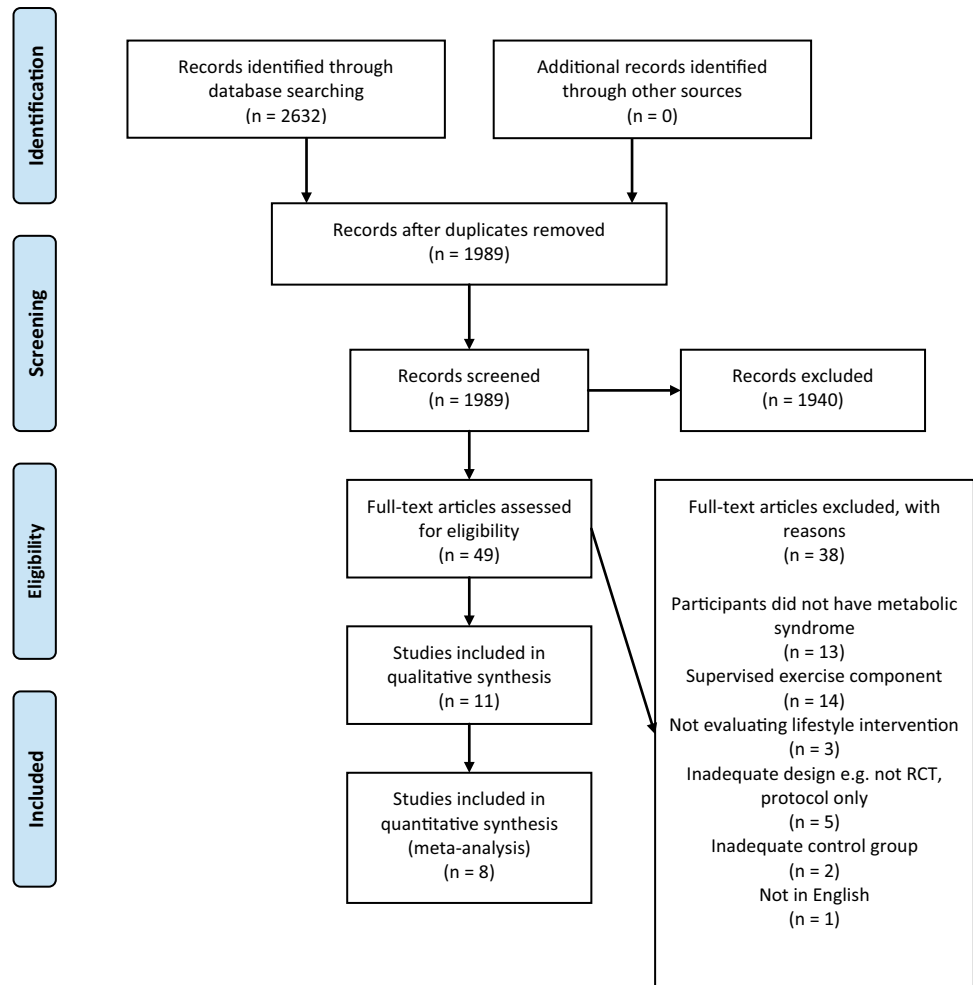 Identification
Records identified through
database searching
(n = 2632)
Additional records identified
through other sources
(n = 0)
Records after duplicates removed
(n = 1989)
Screening
Records screened
(n = 1989)
Records excluded
(n = 1940)
Eligibility
Full-text articles assessed
for eligibility
(n = 49)
Full-text articles excluded, with
reasons
(n = 38)
Participants did not have metabolic
syndrome
(n = 13)
Supervised exercise component
(n = 14)
Not evaluating lifestyle intervention
(n = 3)
Inadequate design e.g. not RCT,
protocol only
(n = 5)
Inadequate control group
(n = 2)
Not in English
(n = 1)
Studies included in
qualitative synthesis
(n = 11)
Included
Studies included in
quantitative synthesis
(meta-analysis)
(n = 8)